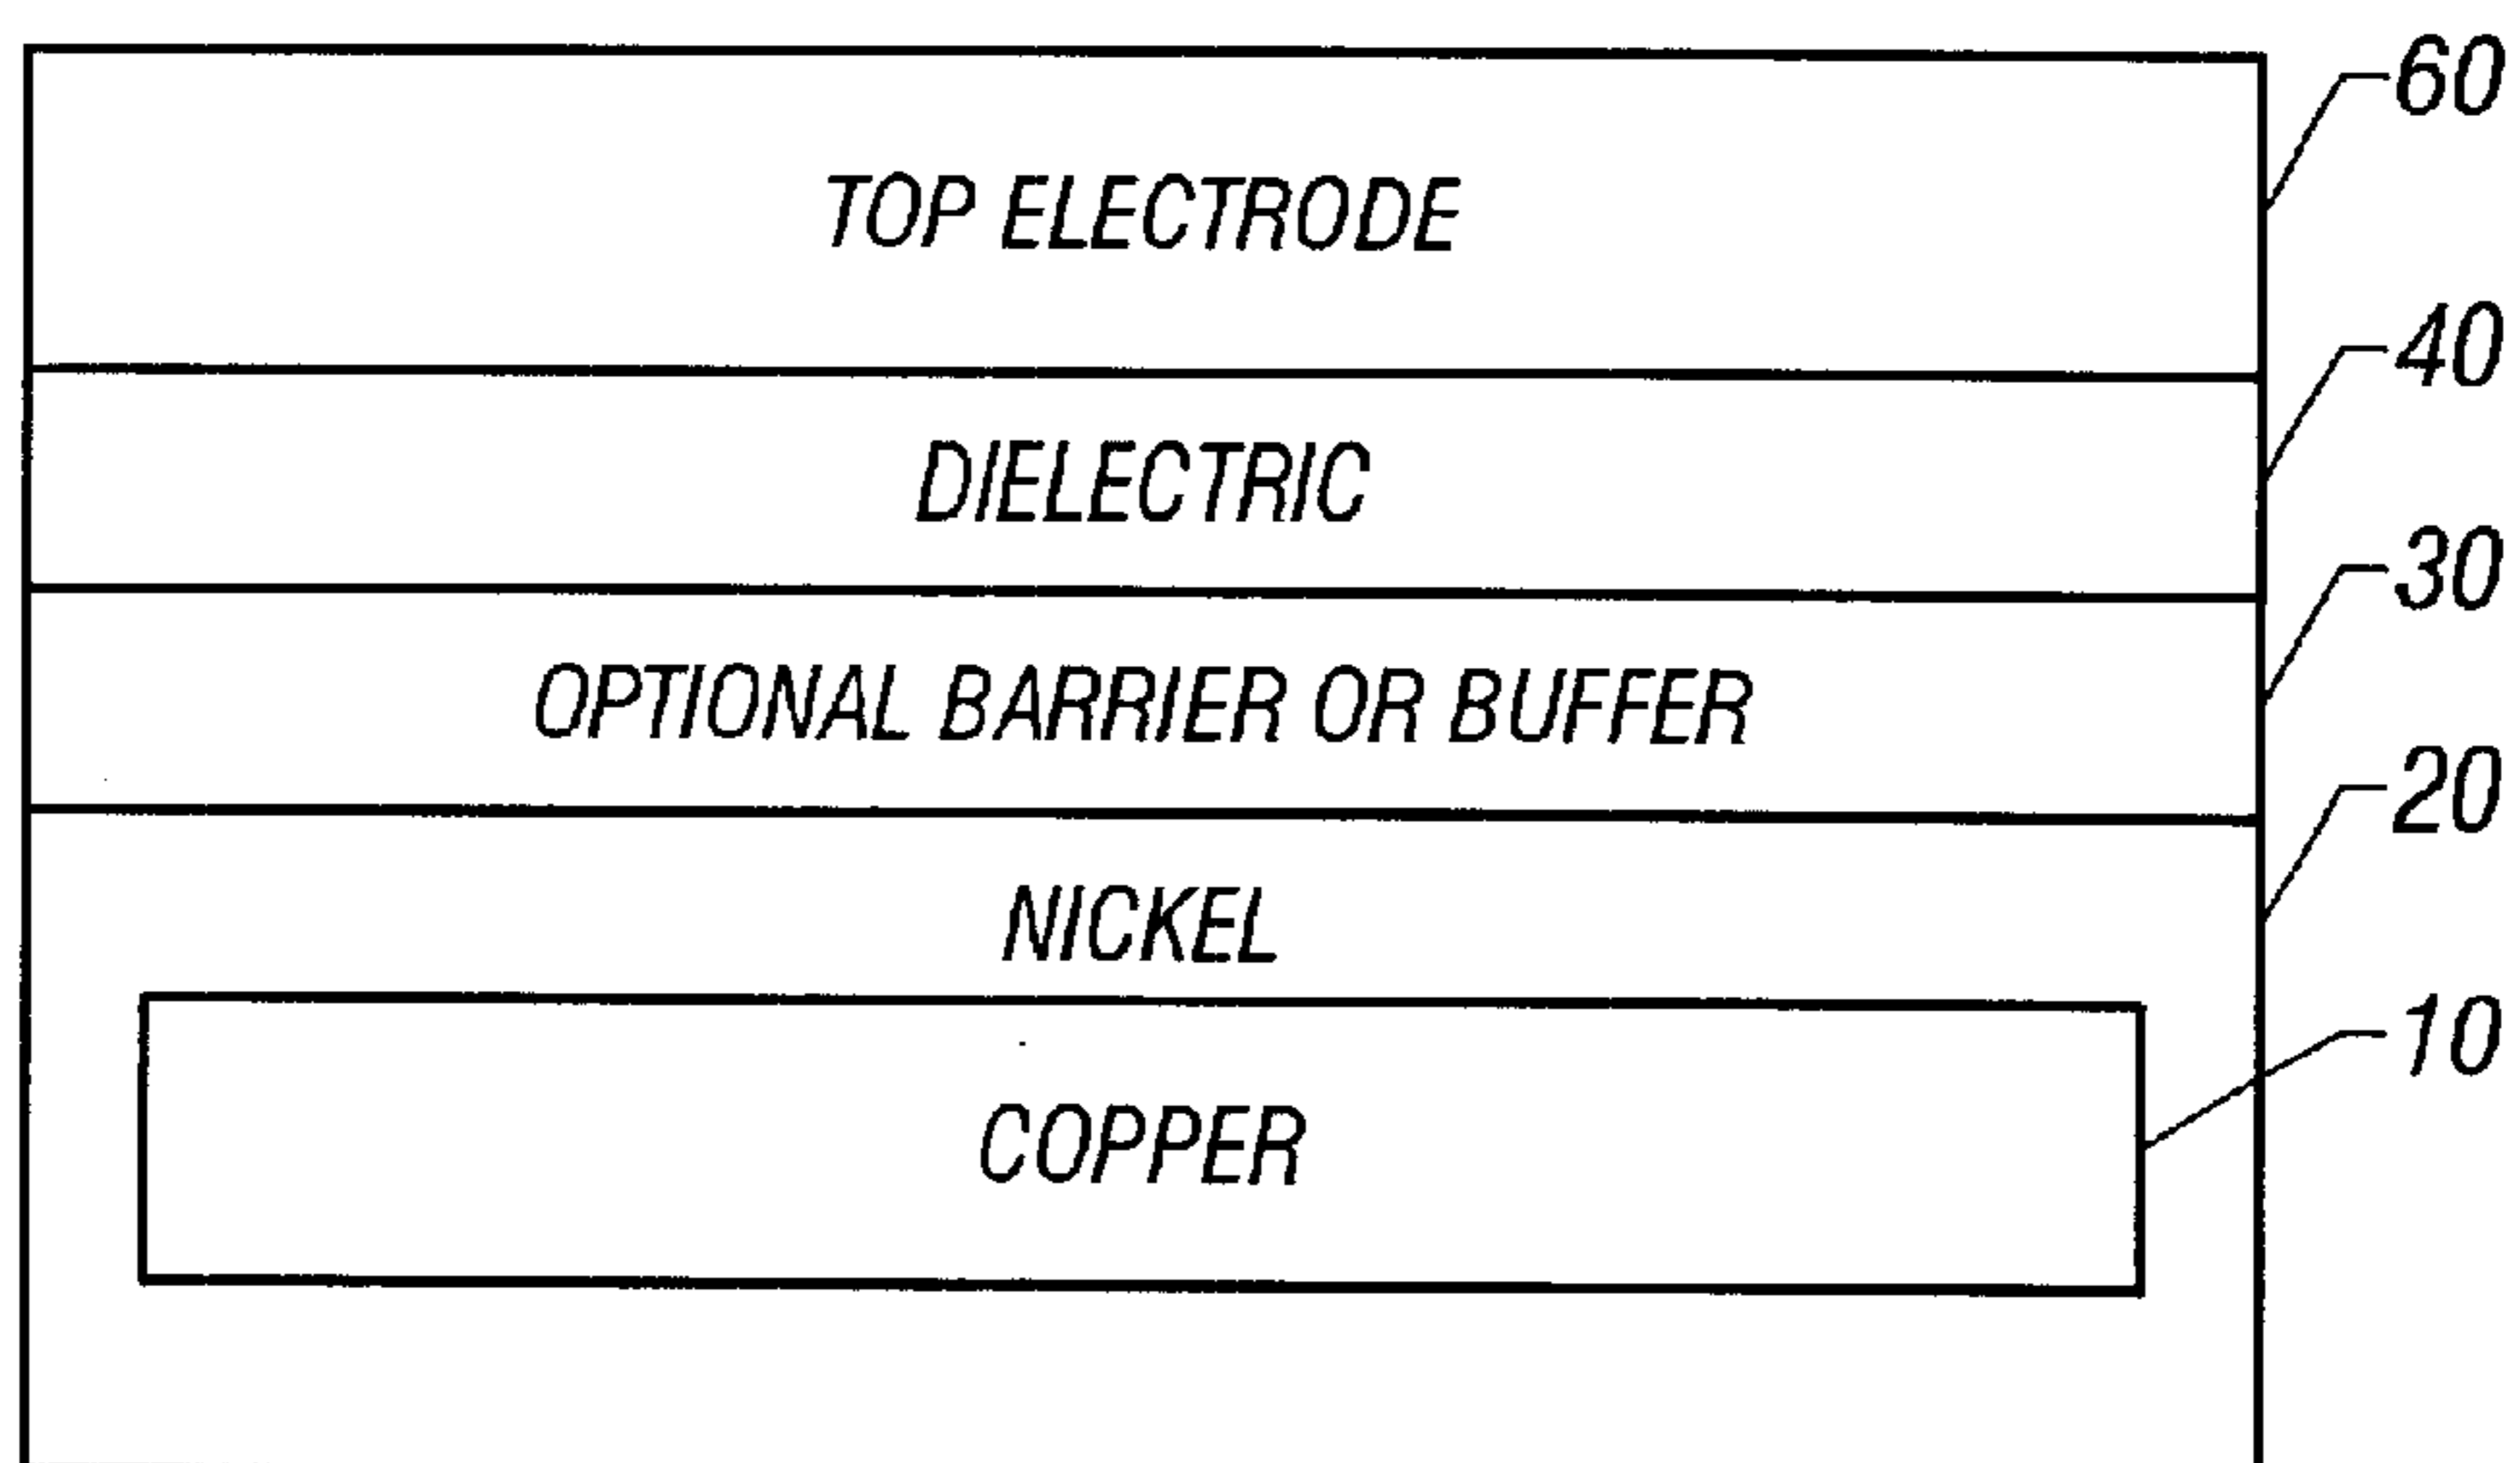 60
TOP ELECTRODE
40
DIELECTRIC
30
OPTIONAL BARRIER OR BUFFER
20
NICKEL
10
COPPER